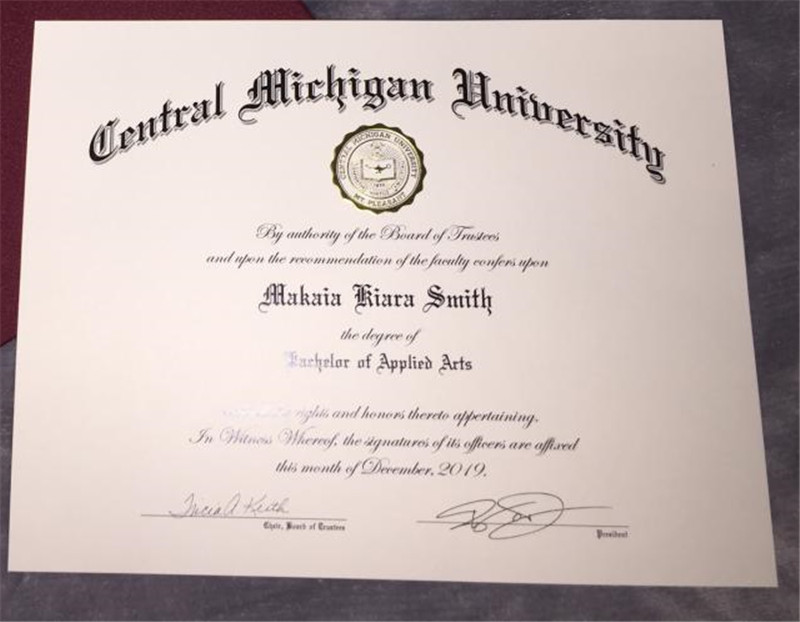 Central Michigan University
CENTRAL MICHIGAN UNIVERSITY
MT PLEASANT
By authority of the Board of Trustees
and upon the recommendation of the faculty confers upon
Makaia Kiara Smith
the degree of
Bachelor of Applied Arts
rights and honors thereto appertaining.
In Witness Whereof, the signatures of its officers are affixed
this month of December, 2019.
Tricia A Keith
Chair, Board of Trustees
President